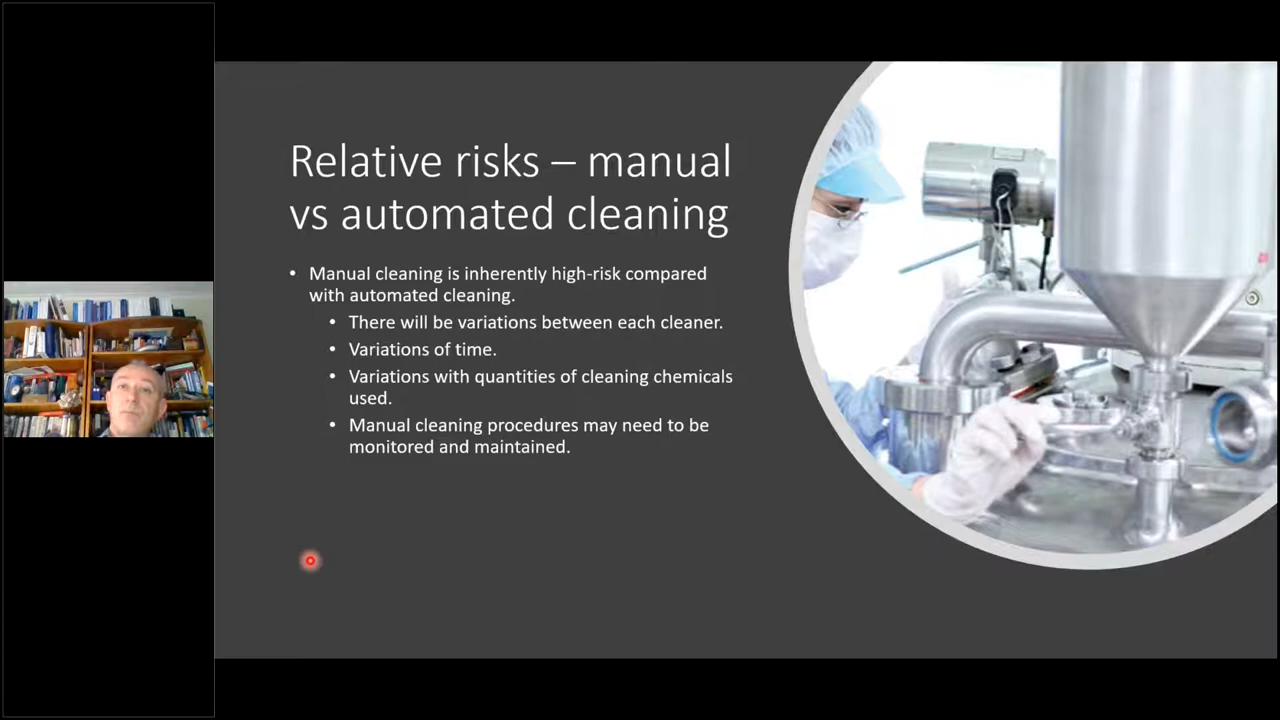 Relative risks – manual
vs automated cleaning
• Manual cleaning is inherently high-risk compared
with automated cleaning.
• There will be variations between each cleaner.
• Variations of time.
• Variations with quantities of cleaning chemicals
used.
• Manual cleaning procedures may need to be
monitored and maintained.